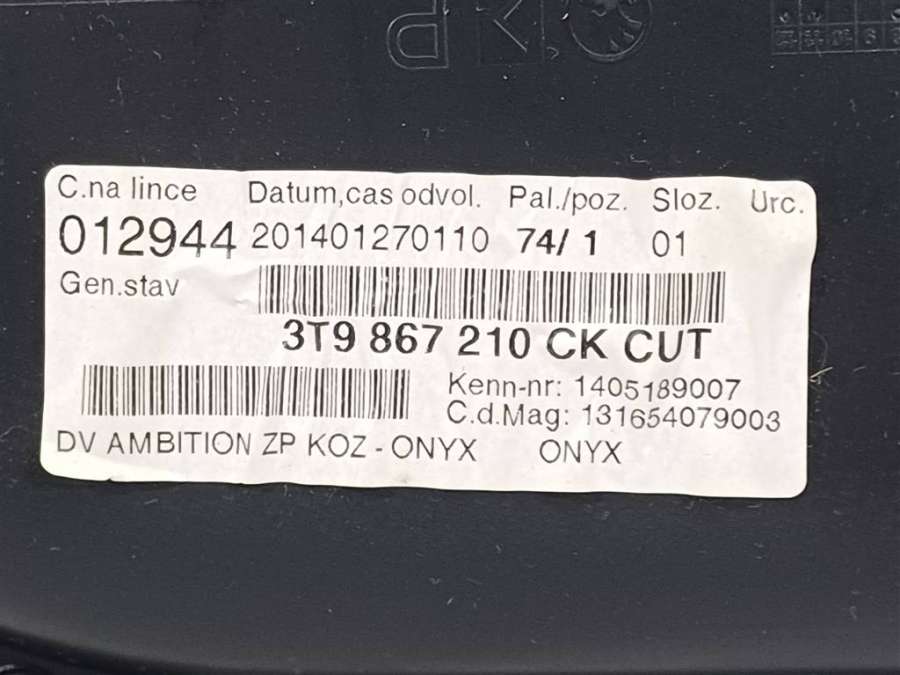 C.na lince Datum,cas odvol. Pal./poz. Sloz. Urc.
012944 201401270110 74/ 1 01
Gen.stav
3T9 867 210 CK CUT
Kenn-nr: 1405189007
C.d.Mag: 131654079003
DV AMBITION ZP KOZ - ONYX ONYX